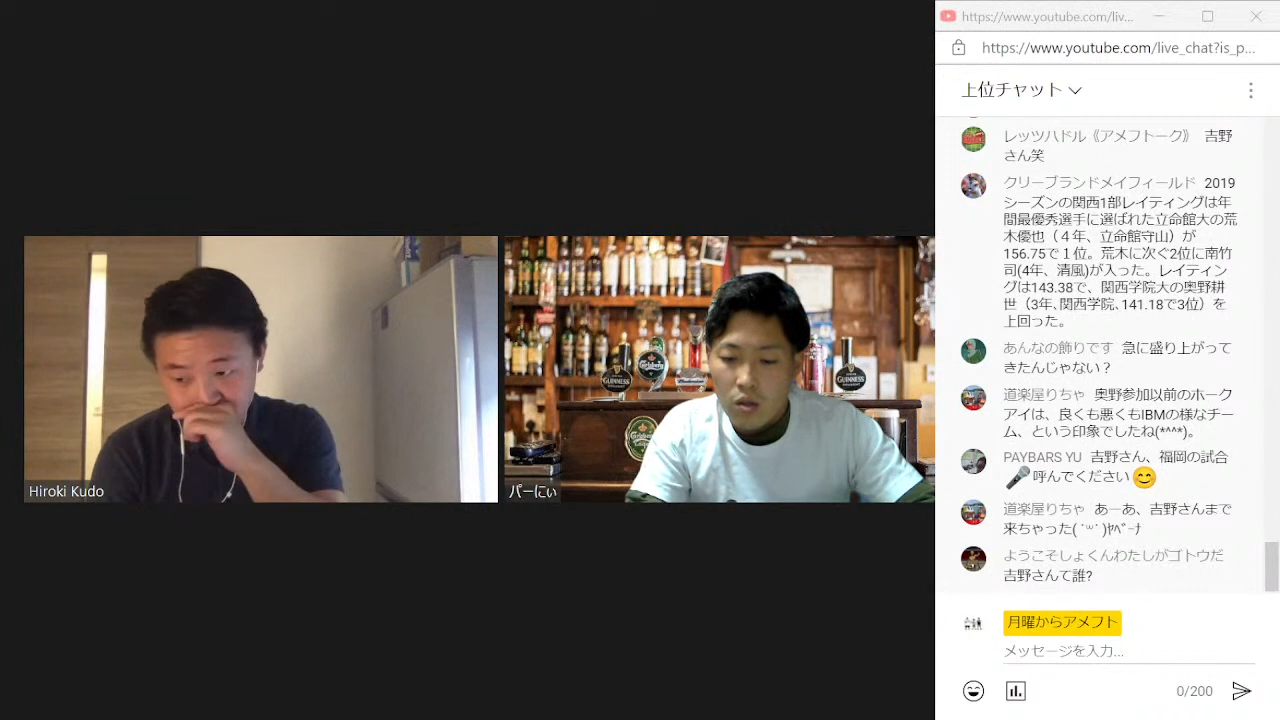 https://www.youtube.com/liv...
https://www.youtube.com/live_chat?is_p...
上位チャット
レッツハドル《アメフトーク》 吉野
さん笑
クリーブランドメイフィールド 2019
シーズンの関西1部レイティングは年
間最優秀選手に選ばれた立命館大の荒
木優也（４年、立命館守山）が
156.75で１位。荒木に次ぐ2位に南竹
司(4年、清風)が入った。レイティン
グは143.38で、関西学院大の奥野耕
世（3年､関西学院､141.18で3位）を
上回った。
あんなの飾りです 急に盛り上がって
きたんじゃない？
道楽屋りちゃ 奥野参加以前のホーク
アイは、良くも悪くもIBMの様なチー
ム、という印象でしたね(*^^*)。
PAYBARS YU 吉野さん、福岡の試合
🎤呼んでください😊
道楽屋りちゃ あーあ、吉野さんまで
来ちゃった( ˙꒳˙ )ﾔﾍﾞｰﾅ
ようこそしょくんわたしがゴトウだ
吉野さんて誰?
月曜からアメフト
メッセージを入力...
0/200
Hiroki Kudo
パーにぃ
GUINNESS
Carlsberg
GUINNESS
Carlsberg